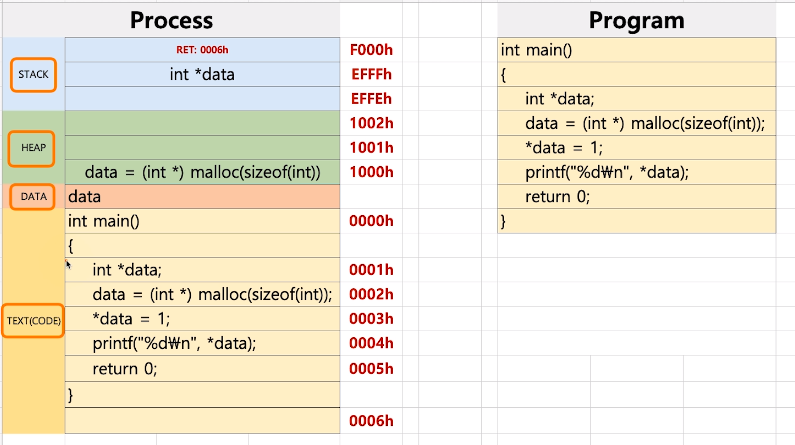 Process
Program
RET: 0006h
F000h
int main()
STACK
int *data
EFFFh
{
EFFEh
int *data;
1002h
data = (int *) malloc(sizeof(int));
HEAP
1001h
*data = 1;
data = (int *) malloc(sizeof(int))
1000h
printf("%d₩n", *data);
DATA
data
return 0;
int main()
0000h
}
{
int *data;
0001h
data = (int *) malloc(sizeof(int));
0002h
TEXT(CODE)
*data = 1;
0003h
printf("%d₩n", *data);
0004h
return 0;
0005h
}
0006h